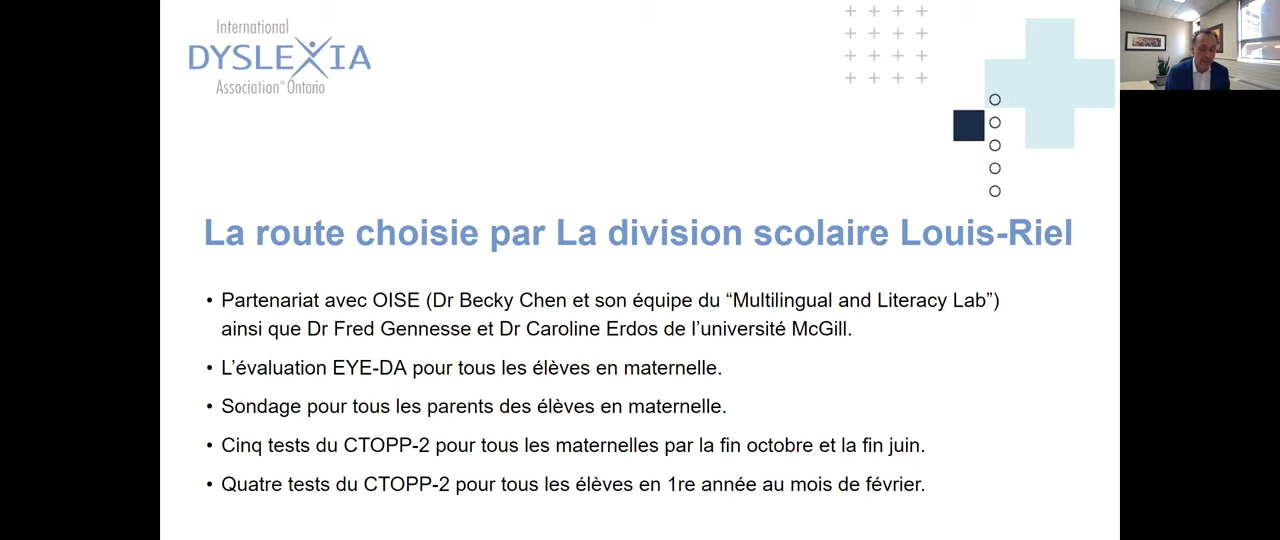 International
DYSLEXIA
Association® Ontario
La route choisie par La division scolaire Louis-Riel
• Partenariat avec OISE (Dr Becky Chen et son équipe du “Multilingual and Literacy Lab”)
ainsi que Dr Fred Gennesse et Dr Caroline Erdos de l’université McGill.
• L’évaluation EYE-DA pour tous les élèves en maternelle.
• Sondage pour tous les parents des élèves en maternelle.
• Cinq tests du CTOPP-2 pour tous les maternelles par la fin octobre et la fin juin.
• Quatre tests du CTOPP-2 pour tous les élèves en 1re année au mois de février.